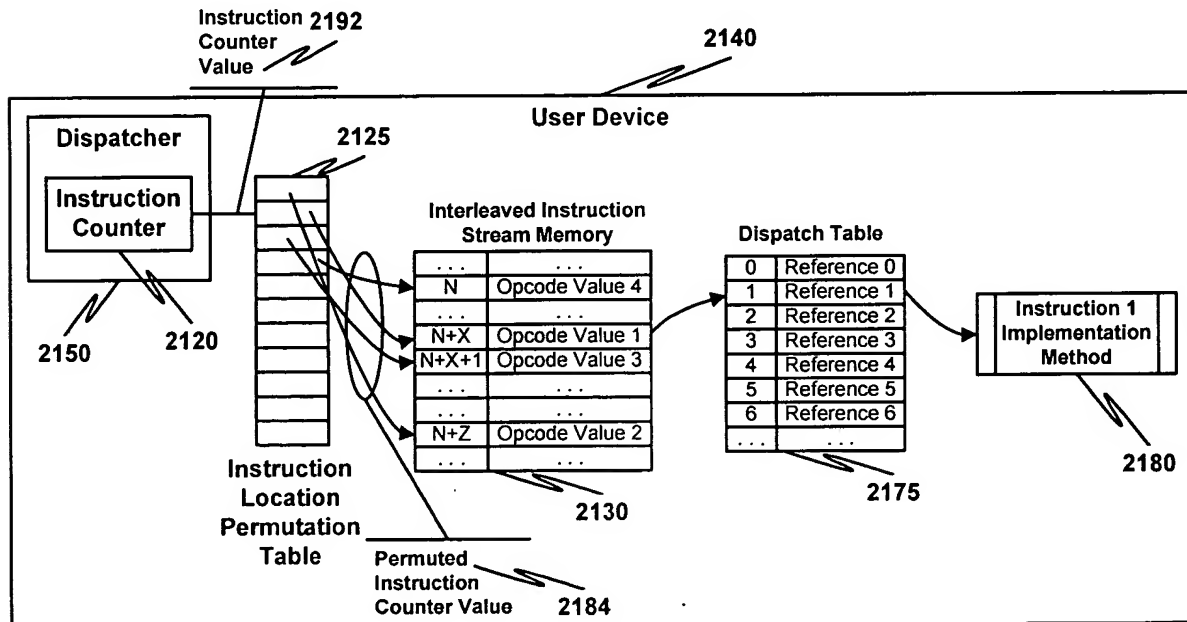 Instruction
Counter
Value
2192
2140
User Device
Dispatcher
Instruction
Counter
2150
2120
2125
Instruction
Location
Permutation
Table
Interleaved Instruction
Stream Memory
. . . . . .
N Opcode Value 4
. . . . . .
N+X Opcode Value 1
N+X+1 Opcode Value 3
. . . . . .
. . . . . .
N+Z Opcode Value 2
. . . . . .
2130
Permuted
Instruction
Counter Value
2184
Dispatch Table
0 Reference 0
1 Reference 1
2 Reference 2
3 Reference 3
4 Reference 4
5 Reference 5
6 Reference 6
. . . . . .
2175
Instruction 1
Implementation
Method
2180